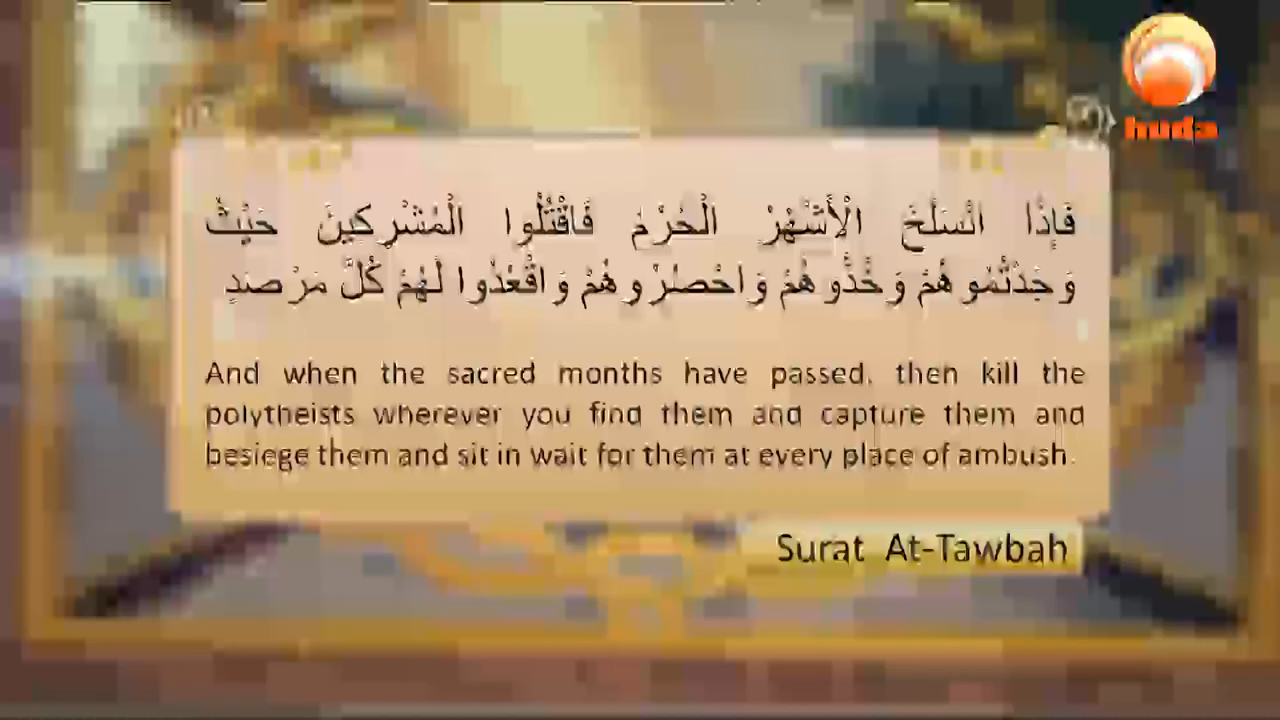 huda
فَإِذَا انْسَلَخَ الْأَشْهُرُ الْحُرُمُ فَاقْتُلُوا الْمُشْرِكِينَ حَيْثُ
وَجَدْتُمُوهُمْ وَخُذُوهُمْ وَاحْصُرُوهُمْ وَاقْعُدُوا لَهُمْ كُلَّ مَرْصَدٍ
And when the sacred months have passed, then kill the
polytheists wherever you find them and capture them and
besiege them and sit in wait for them at every place of ambush.
Surat At-Tawbah